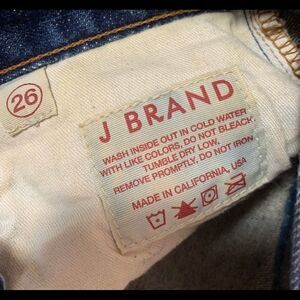 26
J BRAND
WASH INSIDE OUT IN COLD WATER
WITH LIKE COLORS, DO NOT BLEACH,
TUMBLE DRY LOW,
REMOVE PROMPTLY, DO NOT IRON
MADE IN CALIFORNIA, USA